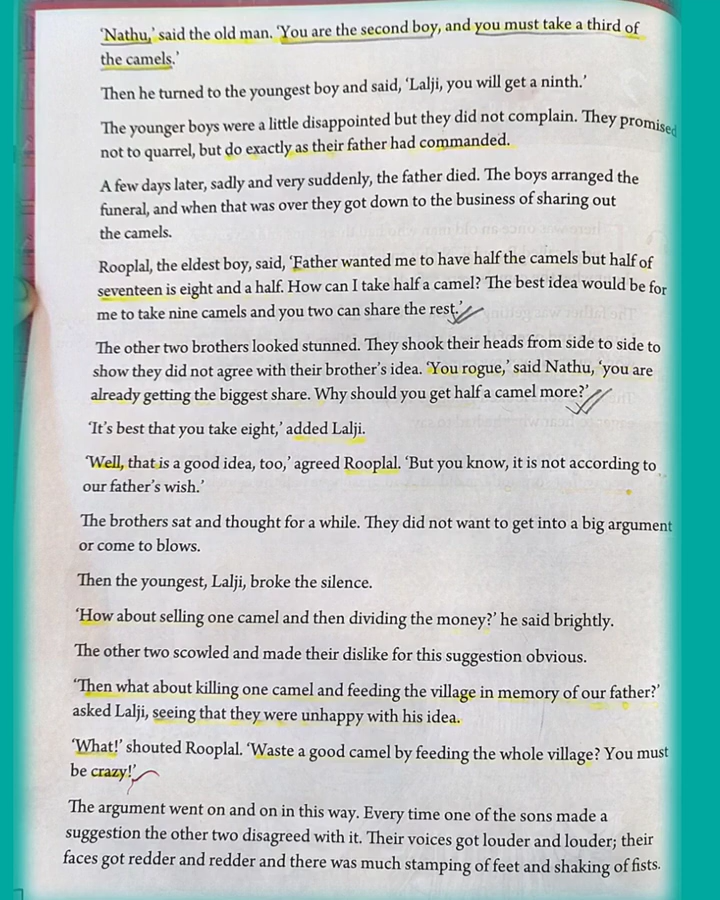 ‘Nathu,’ said the old man. ‘You are the second boy, and you must take a third of
the camels.’
Then he turned to the youngest boy and said, ‘Lalji, you will get a ninth.’
The younger boys were a little disappointed but they did not complain. They promised
not to quarrel, but do exactly as their father had commanded.
A few days later, sadly and very suddenly, the father died. The boys arranged the
funeral, and when that was over they got down to the business of sharing out
the camels.
Rooplal, the eldest boy, said, ‘Father wanted me to have half the camels but half of
seventeen is eight and a half. How can I take half a camel? The best idea would be for
me to take nine camels and you two can share the rest.’
The other two brothers looked stunned. They shook their heads from side to side to
show they did not agree with their brother’s idea. ‘You rogue,’ said Nathu, ‘you are
already getting the biggest share. Why should you get half a camel more?’
‘It’s best that you take eight,’ added Lalji.
‘Well, that is a good idea, too,’ agreed Rooplal. ‘But you know, it is not according to
our father’s wish.’
The brothers sat and thought for a while. They did not want to get into a big argument
or come to blows.
Then the youngest, Lalji, broke the silence.
‘How about selling one camel and then dividing the money?’ he said brightly.
The other two scowled and made their dislike for this suggestion obvious.
‘Then what about killing one camel and feeding the village in memory of our father?’
asked Lalji, seeing that they were unhappy with his idea.
‘What!’ shouted Rooplal. ‘Waste a good camel by feeding the whole village? You must
be crazy!’
The argument went on and on in this way. Every time one of the sons made a
suggestion the other two disagreed with it. Their voices got louder and louder; their
faces got redder and redder and there was much stamping of feet and shaking of fists.